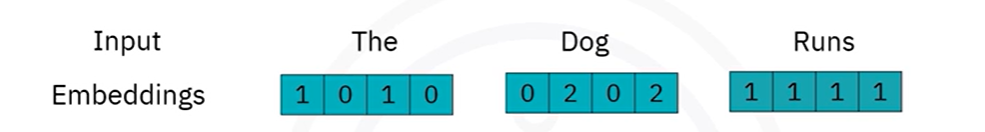 Input The Dog Runs
Embeddings 1 0 1 0 0 2 0 2 1 1 1 1